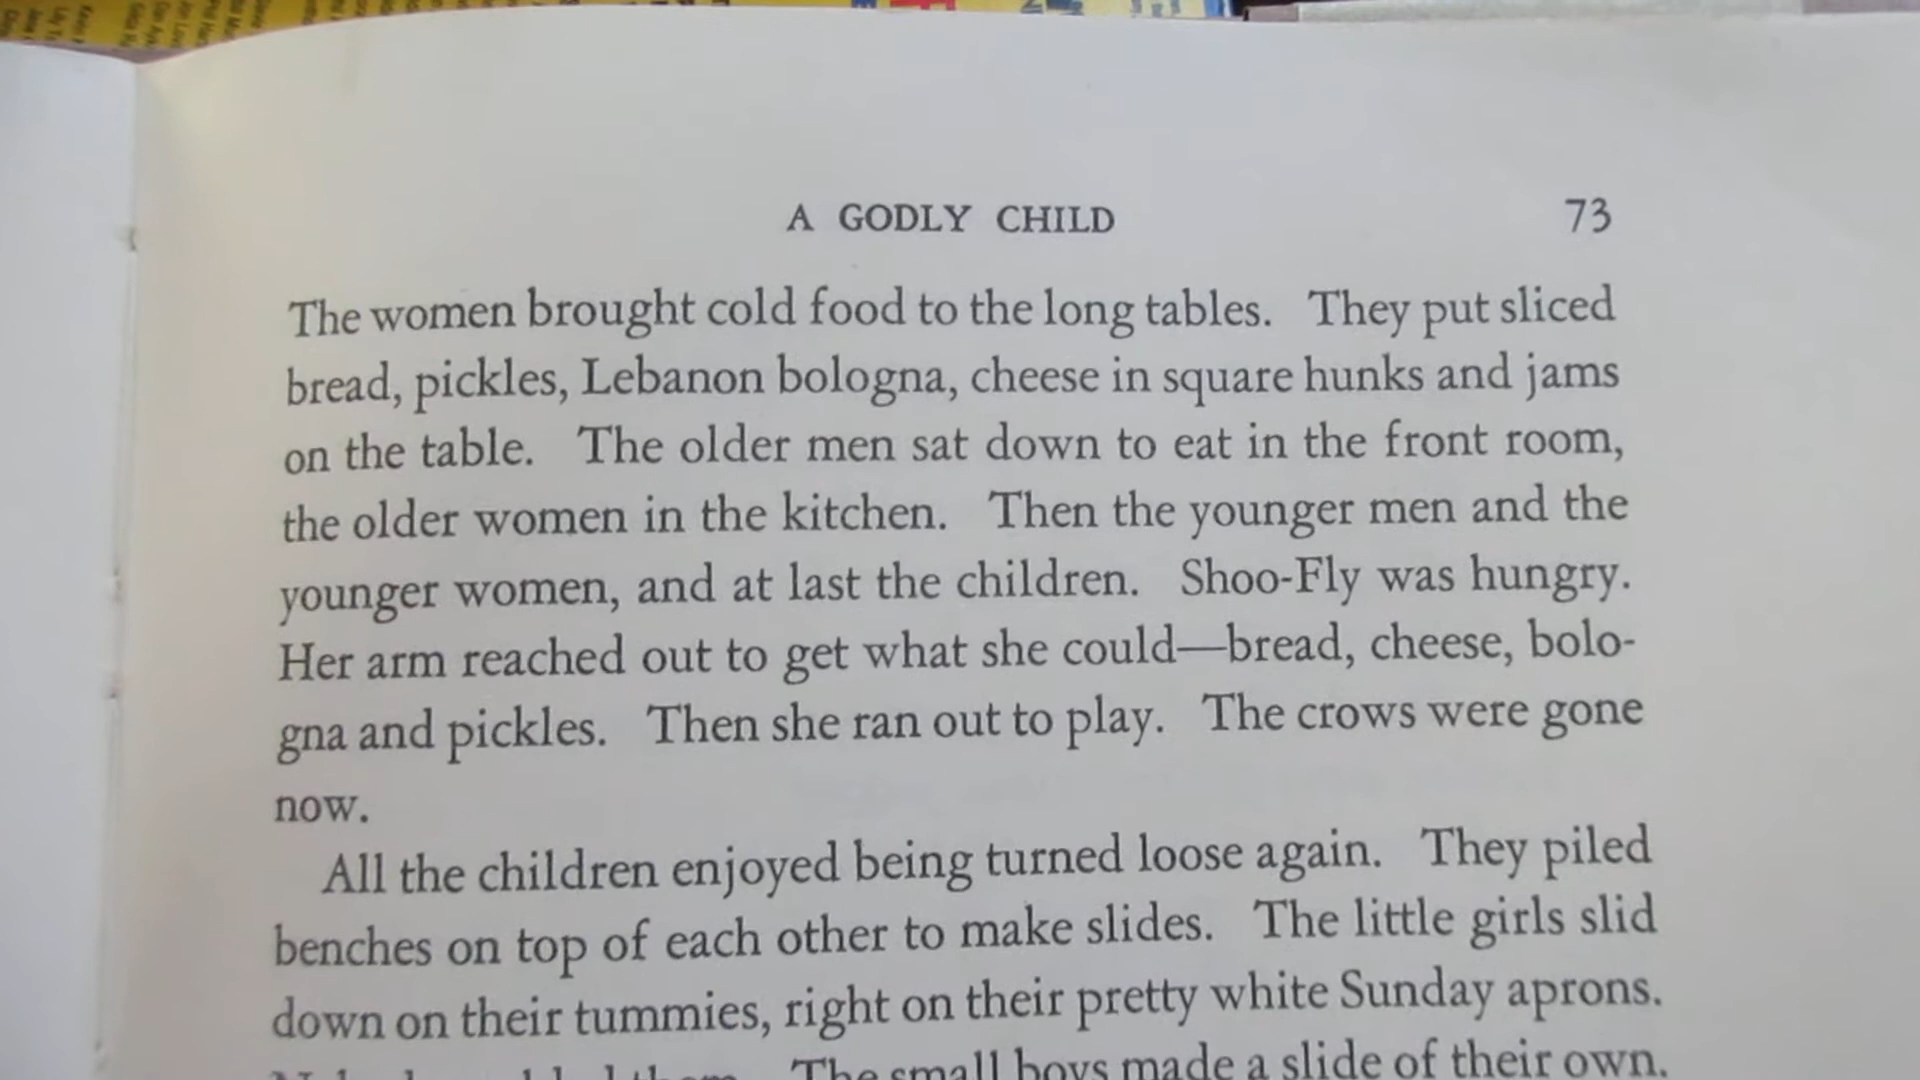 A GODLY CHILD 73
The women brought cold food to the long tables. They put sliced
bread, pickles, Lebanon bologna, cheese in square hunks and jams
on the table. The older men sat down to eat in the front room,
the older women in the kitchen. Then the younger men and the
younger women, and at last the children. Shoo-Fly was hungry.
Her arm reached out to get what she could—bread, cheese, bolo-
gna and pickles. Then she ran out to play. The crows were gone
now.
All the children enjoyed being turned loose again. They piled
benches on top of each other to make slides. The little girls slid
down on their tummies, right on their pretty white Sunday aprons.
The small boys made a slide of their own.